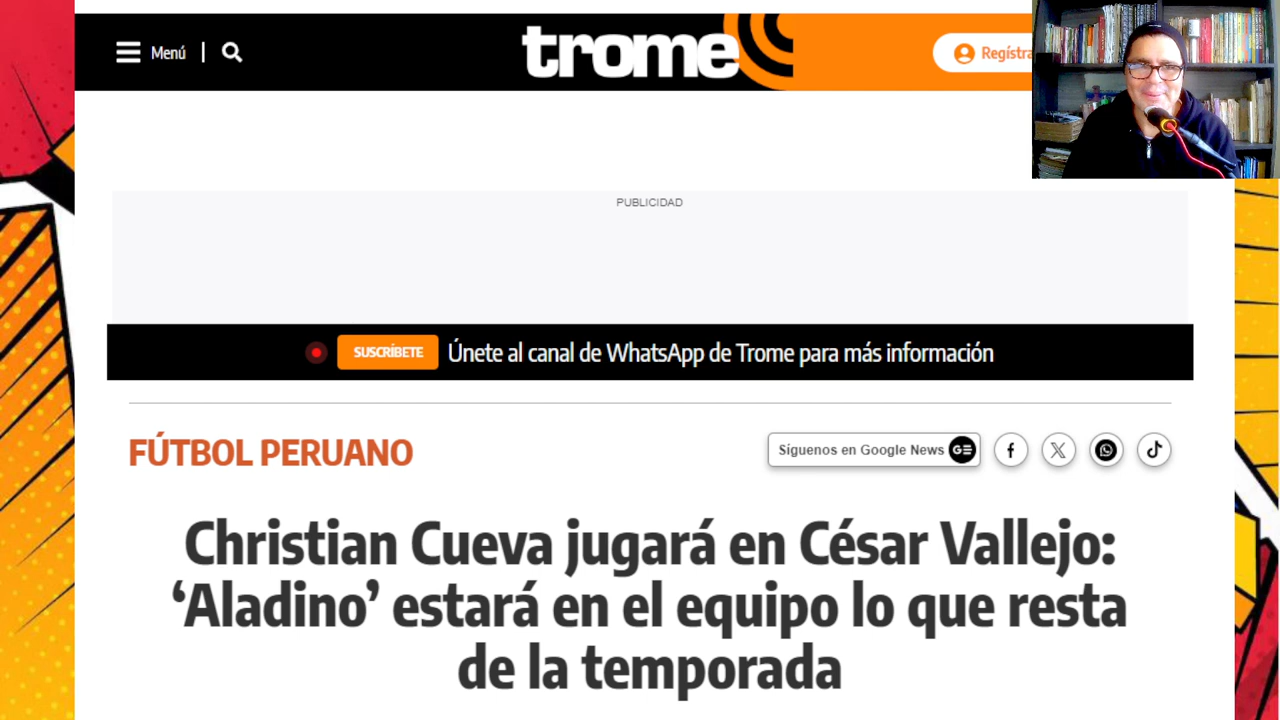 Menú
trome
PUBLICIDAD
SUSCRÍBETE Únete al canal de WhatsApp de Trome para más información
FÚTBOL PERUANO
Síguenos en Google News
Christian Cueva jugará en César Vallejo:
‘Aladino’ estará en el equipo lo que resta
de la temporada